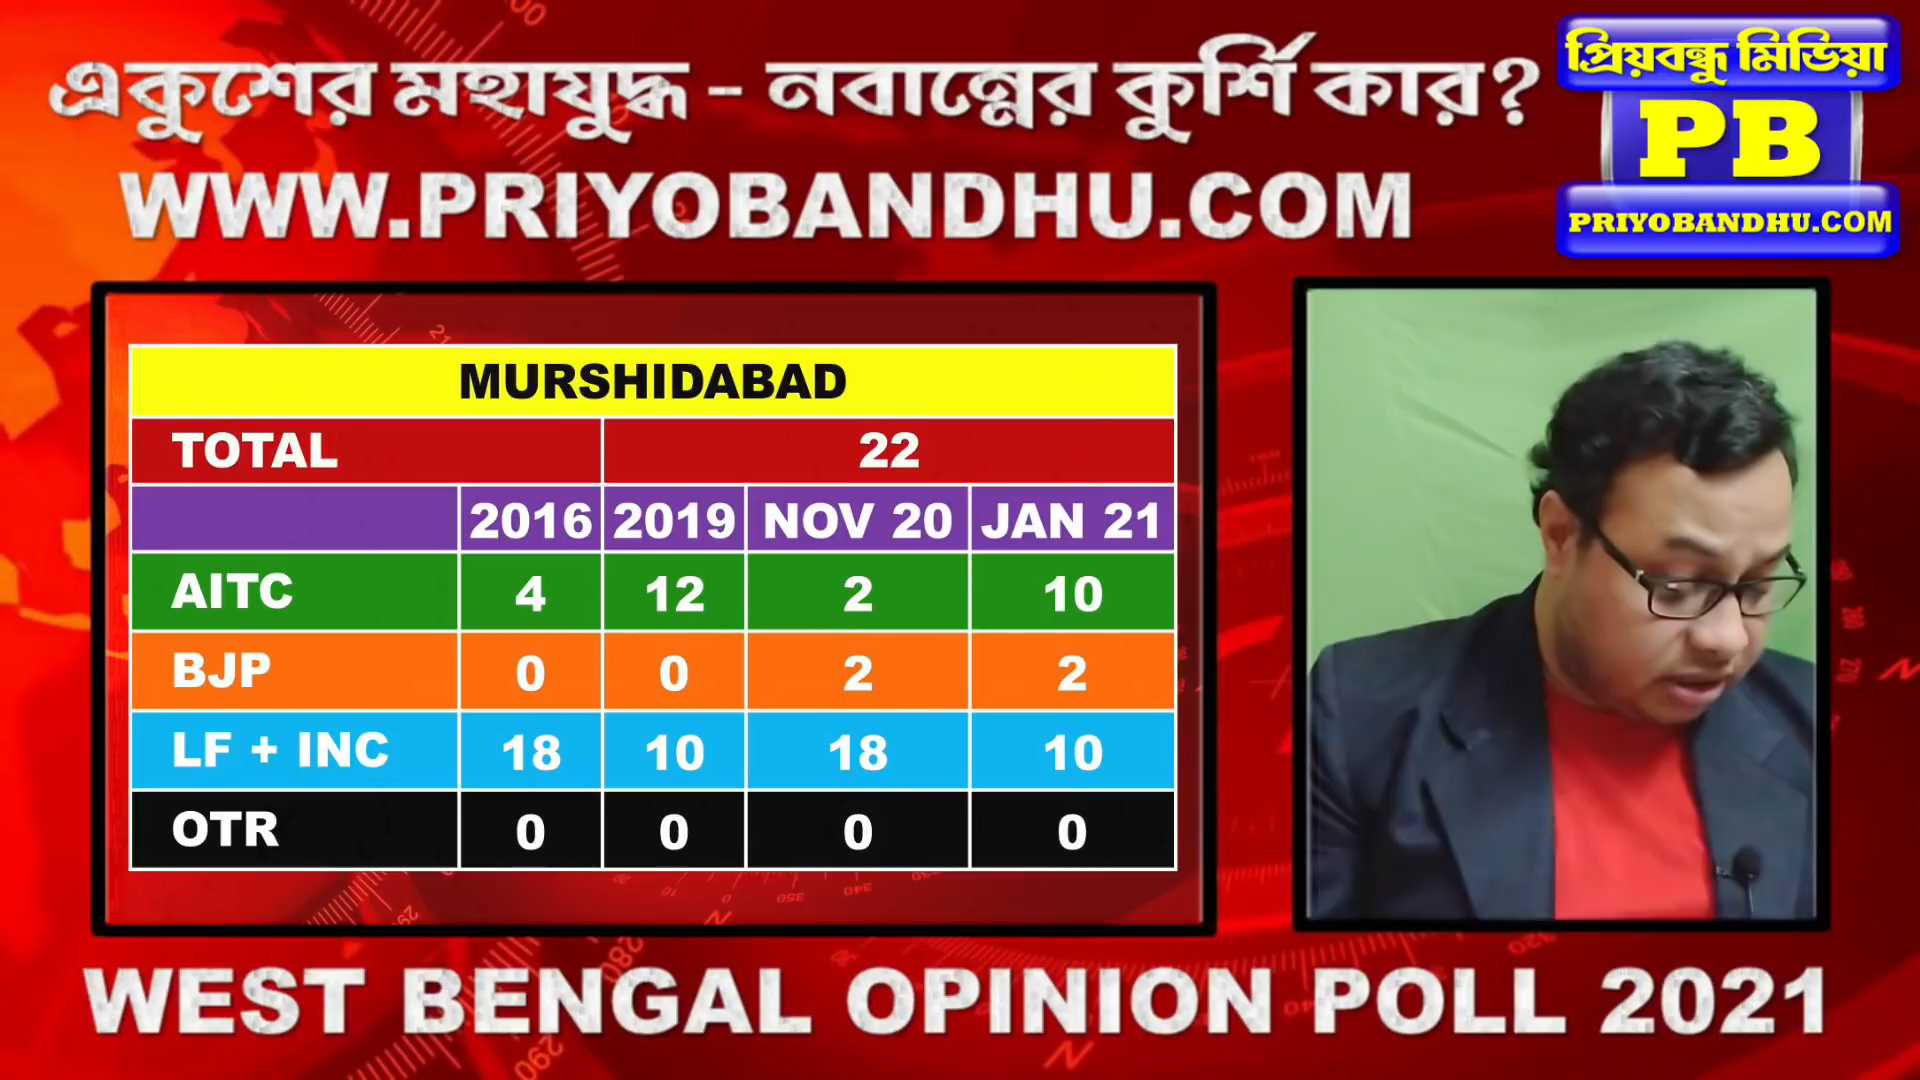 একুশের মহাযুদ্ধ - নবান্নের কুর্শি কার?
WWW.PRIYOBANDHU.COM
প্রিয়বন্ধু মিডিয়া
PB
PRIYOBANDHU.COM
MURSHIDABAD
TOTAL 22
2016 2019 NOV 20 JAN 21
AITC 4 12 2 10
BJP 0 0 2 2
LF + INC 18 10 18 10
OTR 0 0 0 0
WEST BENGAL OPINION POLL 2021